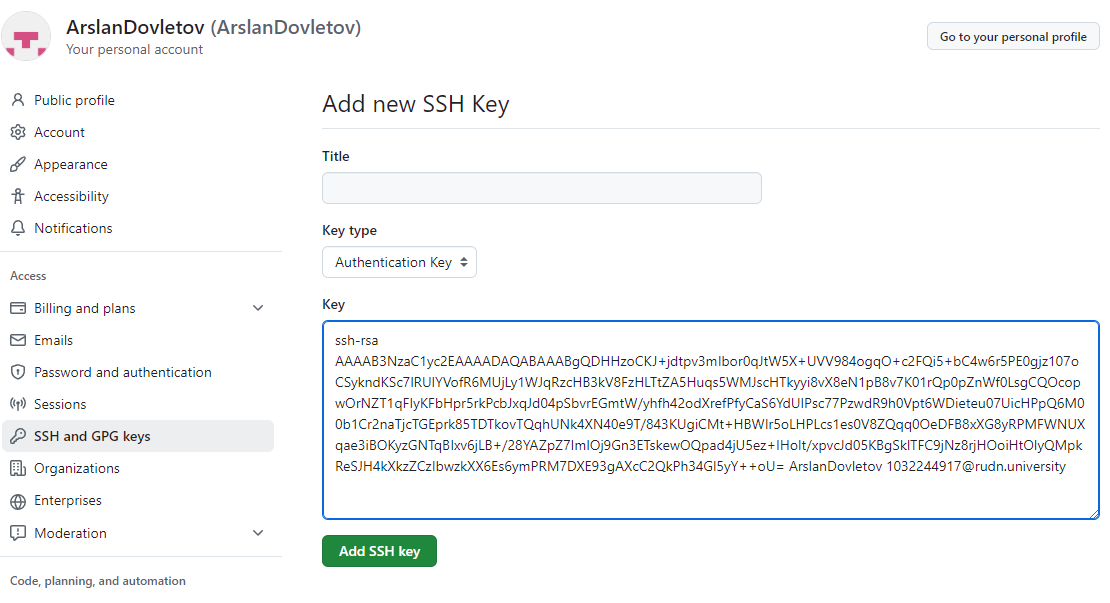 ArslanDovletov (ArslanDovletov)
Your personal account
Go to your personal profile
Public profile
Account
Appearance
Accessibility
Notifications
Access
Billing and plans
Emails
Password and authentication
Sessions
SSH and GPG keys
Organizations
Enterprises
Moderation
Code, planning, and automation
Add new SSH Key
Title
Key type
Authentication Key
Key
ssh-rsa
AAAAB3NzaC1yc2EAAAADAQABAAABgQDHHzoCKJ+jdtpv3mIbor0qJtW5X+UVV984ogqO+c2FQi5+bC4w6r5PE0gjz107o
CSykndKSc7IRUIYVofR6MUjLy1WJqRzcHB3kV8FzHLTtZA5Huqs5WMJscHTkyyi8vX8eN1pB8v7K01rQp0pZnWf0LsgCQOcop
wOrNZT1qFlyKFbHpr5rkPcbJxqJd04pSbvrEGmtW/yhfh42odXrefPfyCaS6YdUIPsc77PzwdR9h0Vpt6WDieteu07UicHPpQ6M0
0b1Cr2naTjcTGEprk85TDTkovTQqhUNk4XN40e9T/843KUgiCMt+HBWIr5oLHPLcs1es0V8ZQqq0OeDFB8xXG8yRPMFWNUX
qae3iBOKyzGNTqBIxv6jLB+/28YAZpZ7ImIOj9Gn3ETskewOQpad4jU5ez+IHoIt/xpvcJd05KBgSkITFC9jNz8rjHOoiHtOlyQMpk
ReSJH4kXkzZCzIbwzkXX6Es6ymPRM7DXE93gAXcC2QkPh34GI5yY++oU= ArslanDovletov 1032244917@rudn.university
Add SSH key